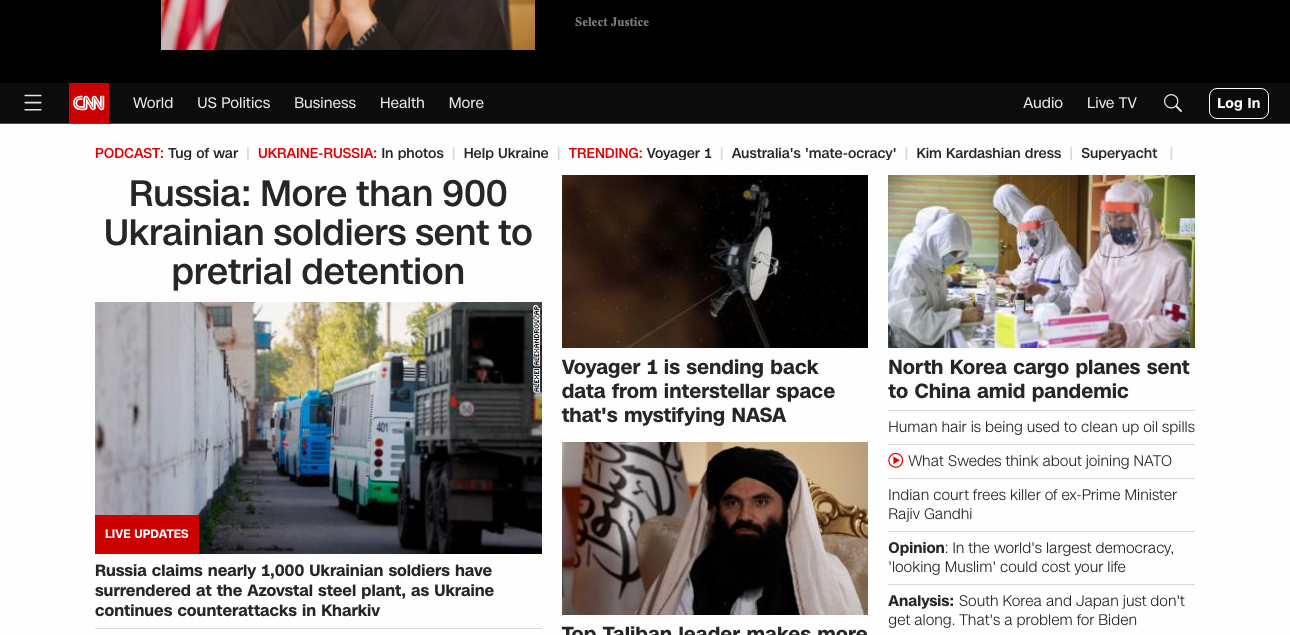 Select Justice
CNN
World
US Politics
Business
Health
More
Audio
Live TV
Log In
PODCAST: Tug of war | UKRAINE-RUSSIA: In photos | Help Ukraine | TRENDING: Voyager 1 | Australia's 'mate-ocracy' | Kim Kardashian dress | Superyacht |
Russia: More than 900
Ukrainian soldiers sent to
pretrial detention
ALEXEI ALEXANDROV/AP
401
LIVE UPDATES
Russia claims nearly 1,000 Ukrainian soldiers have
surrendered at the Azovstal steel plant, as Ukraine
continues counterattacks in Kharkiv
Voyager 1 is sending back
data from interstellar space
that's mystifying NASA
Top Taliban leader makes more
North Korea cargo planes sent
to China amid pandemic
Human hair is being used to clean up oil spills
What Swedes think about joining NATO
Indian court frees killer of ex-Prime Minister
Rajiv Gandhi
Opinion: In the world's largest democracy,
'looking Muslim' could cost your life
Analysis: South Korea and Japan just don't
get along. That's a problem for Biden